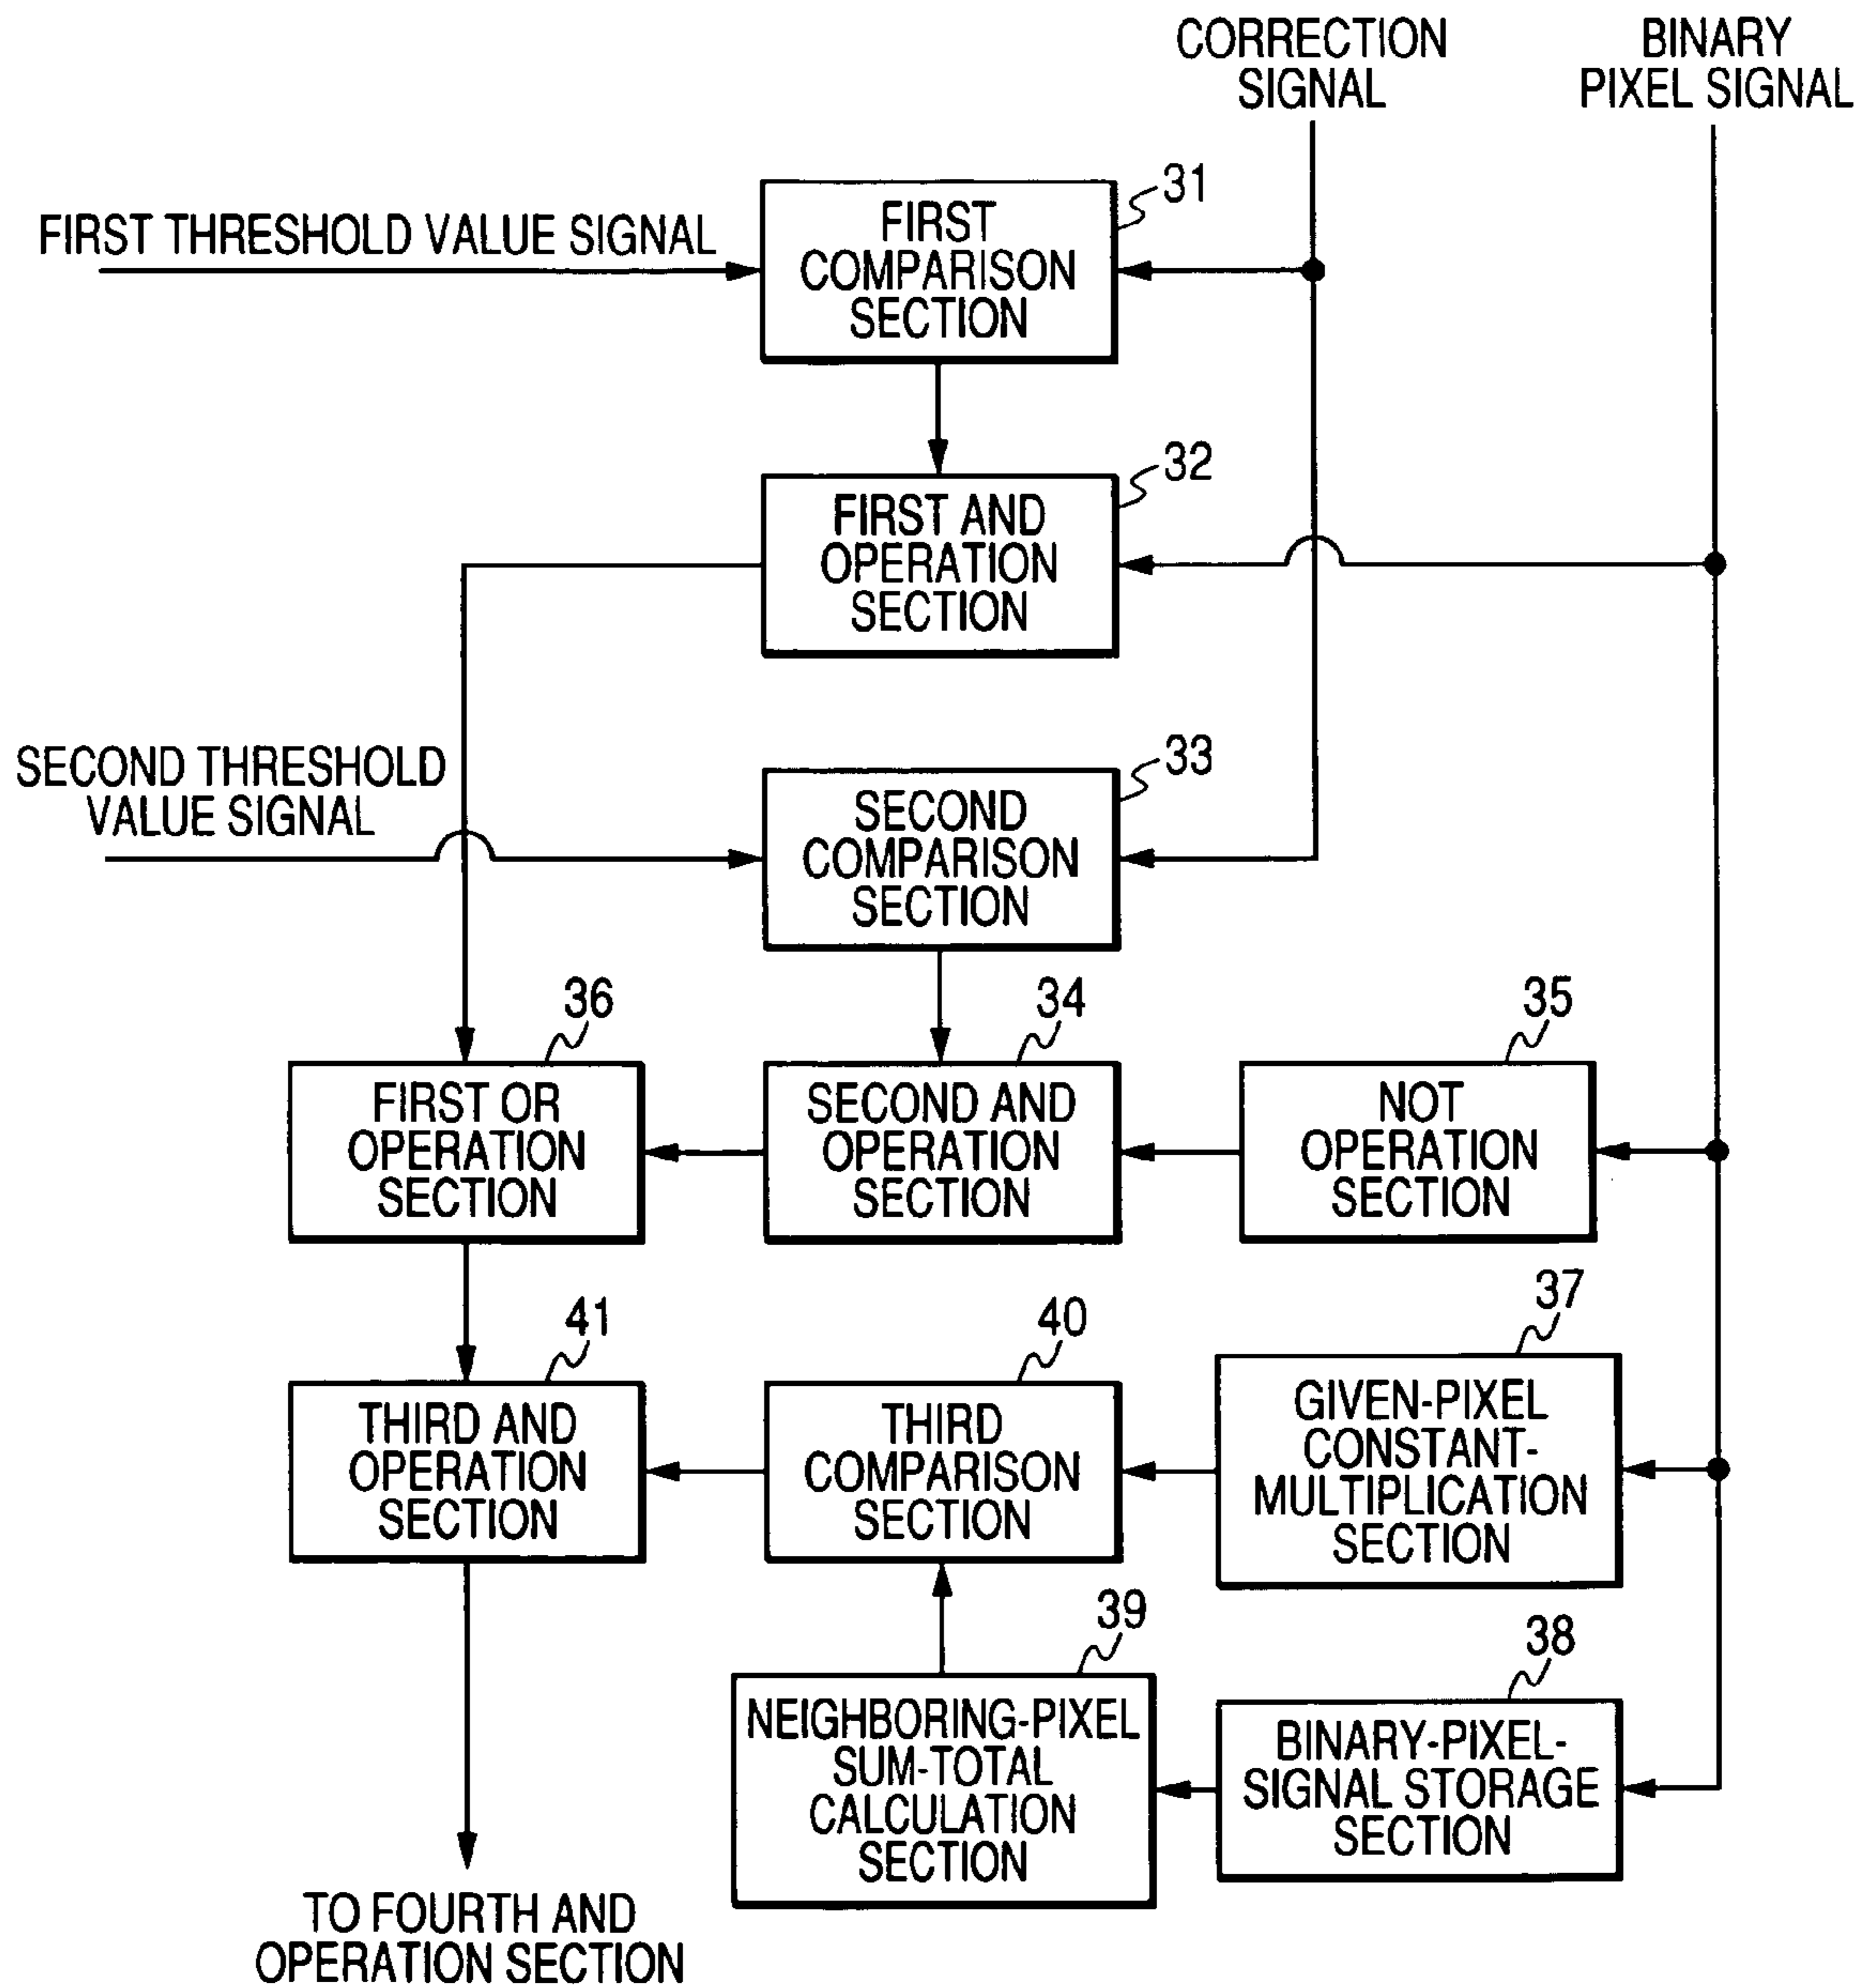 CORRECTION
SIGNAL
BINARY
PIXEL SIGNAL
31
FIRST THRESHOLD VALUE SIGNAL
FIRST
COMPARISON
SECTION
32
FIRST AND
OPERATION
SECTION
33
SECOND THRESHOLD
VALUE SIGNAL
SECOND
COMPARISON
SECTION
36
34
35
FIRST OR
OPERATION
SECTION
SECOND AND
OPERATION
SECTION
NOT
OPERATION
SECTION
41
40
37
THIRD AND
OPERATION
SECTION
THIRD
COMPARISON
SECTION
GIVEN-PIXEL
CONSTANT-
MULTIPLICATION
SECTION
39
38
NEIGHBORING-PIXEL
SUM-TOTAL
CALCULATION
SECTION
BINARY-PIXEL-
SIGNAL STORAGE
SECTION
TO FOURTH AND
OPERATION SECTION